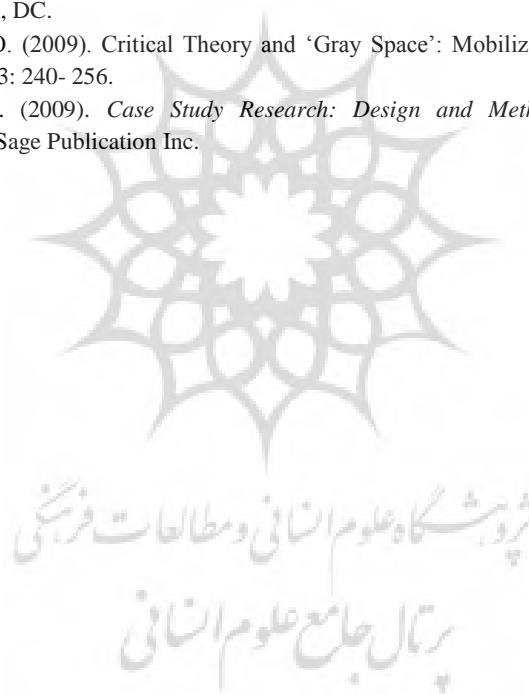 , DC.
O. (2009). Critical Theory and ‘Gray Space’: Mobiliz
3: 240- 256.
. (2009). Case Study Research: Design and Meth
Sage Publication Inc.
پژوهشگاه علوم انسانی و مطالعات فرهنگی
پرتال جامع علوم انسانی